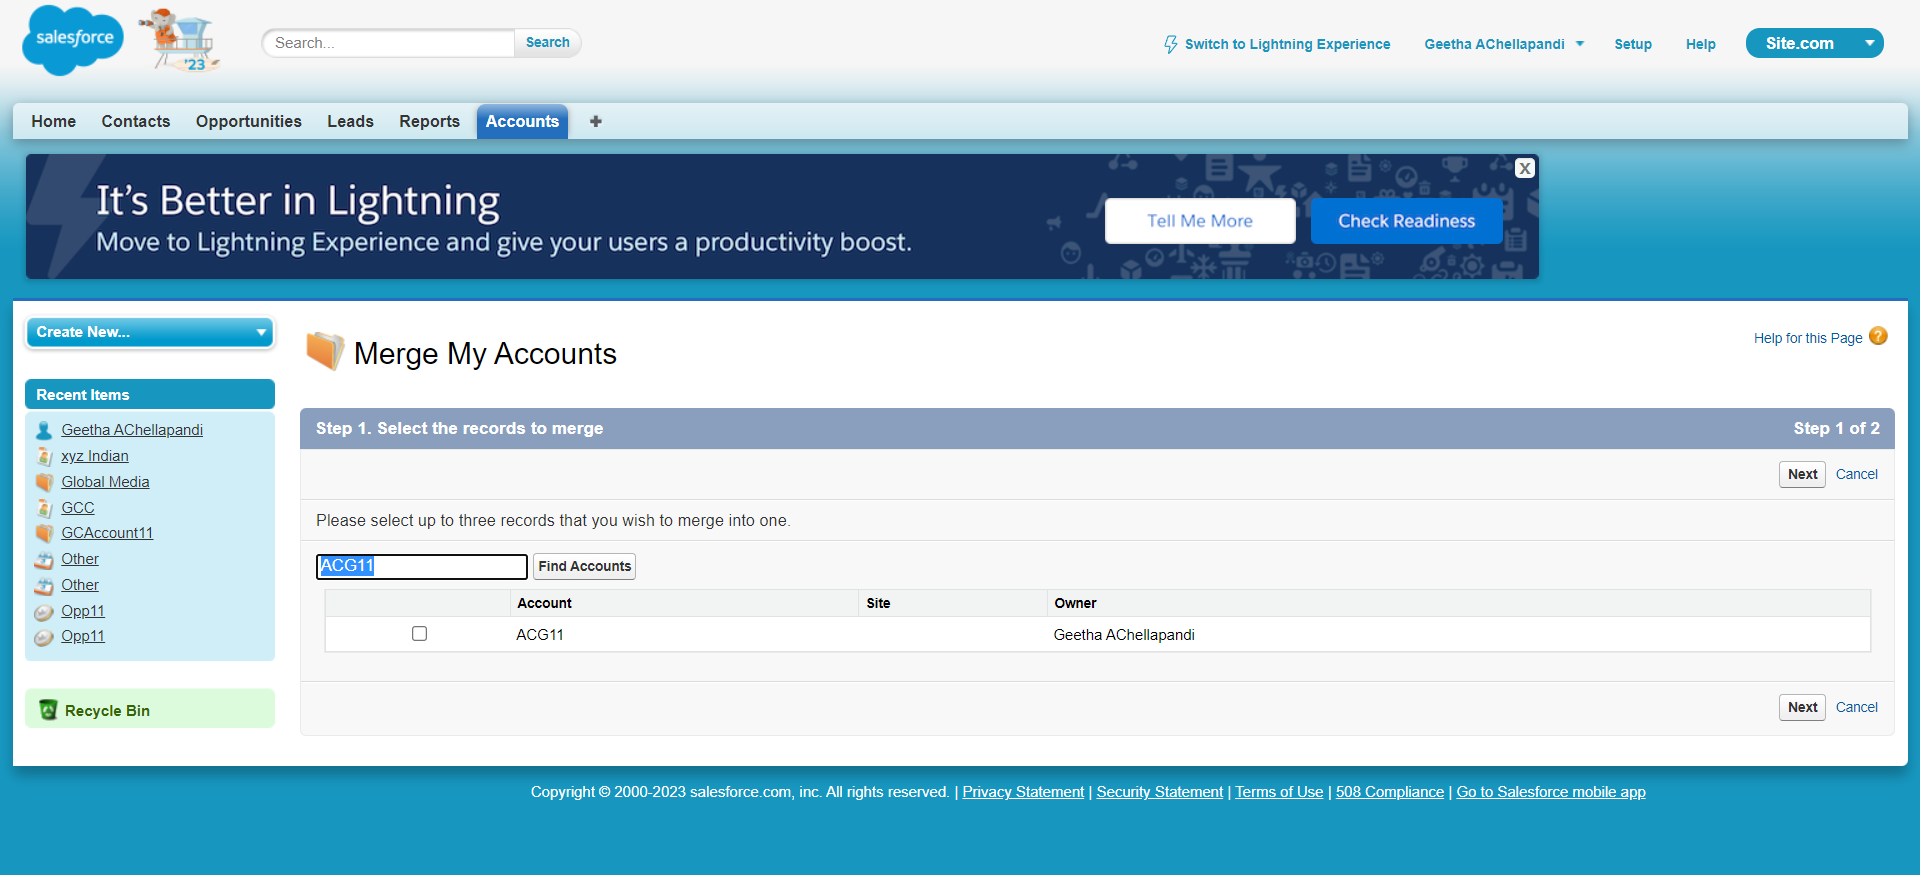 salesforce
'23
Search...
Search
Switch to Lightning Experience
Geetha AChellapandi
Setup
Help
Site.com
Home
Contacts
Opportunities
Leads
Reports
Accounts
It's Better in Lightning
Move to Lightning Experience and give your users a productivity boost.
Tell Me More
Check Readiness
X
Create New...
Recent Items
Geetha AChellapandi
xyz Indian
Global Media
GCC
GCAccount11
Other
Other
Opp11
Opp11
Recycle Bin
Merge My Accounts
Help for this Page ?
Step 1. Select the records to merge
Step 1 of 2
Next
Cancel
Please select up to three records that you wish to merge into one.
ACG11
Find Accounts
Account Site Owner
ACG11 Geetha AChellapandi
Next
Cancel
Copyright © 2000-2023 salesforce.com, inc. All rights reserved. | Privacy Statement | Security Statement | Terms of Use | 508 Compliance | Go to Salesforce mobile app